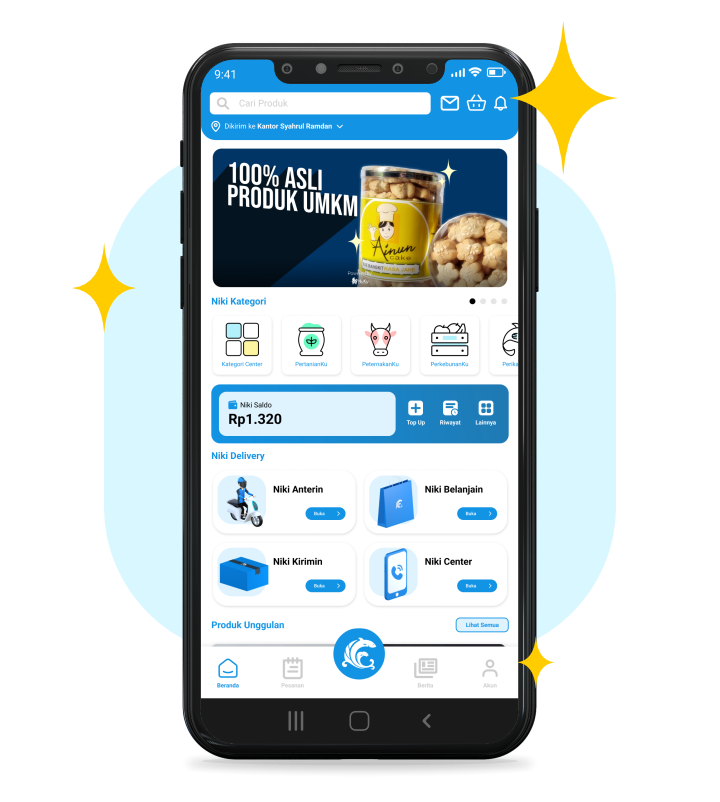 9:41
Cari Produk
Dikirim ke Kantor Syahrul Ramdan
100% ASLI
PRODUK UMKM
Ainun
Cake
Niki Kategori
Kategori Center
PertanianKu
PeternakanKu
PerkebunanKu
Perika
Niki Saldo
Rp1.320
Top Up
Riwayat
Lainnya
Niki Delivery
Niki Anterin
Buka
Niki Belanjain
Buka
Niki Kirimin
Buka
Niki Center
Buka
Produk Unggulan
Lihat Semua
Beranda
Pesanan
Berita
Akun